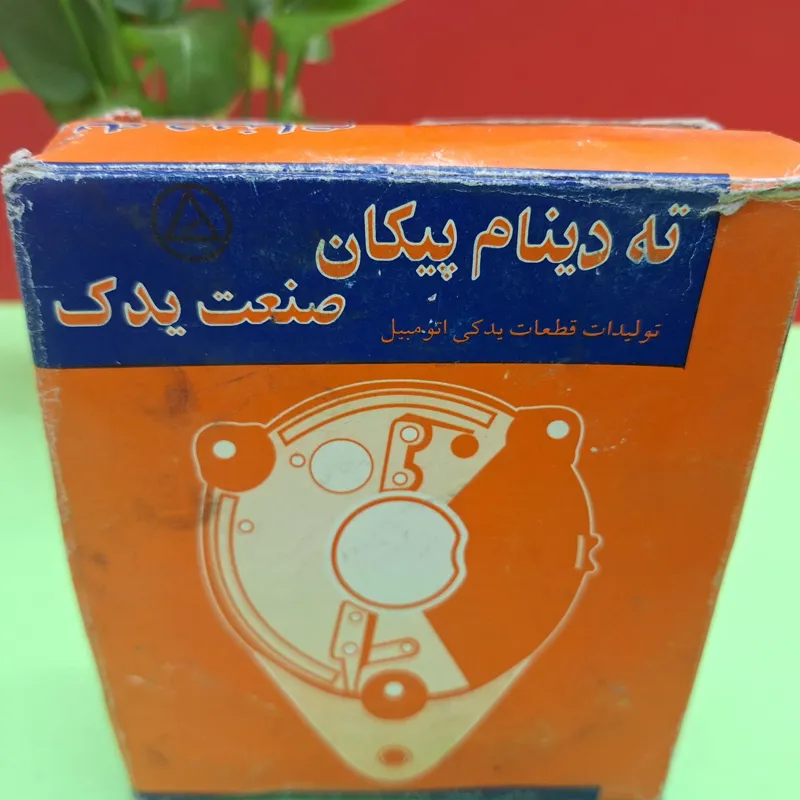 ته دینام پیکان
صنعت یدک
تولیدات قطعات یدکی اتومبیل